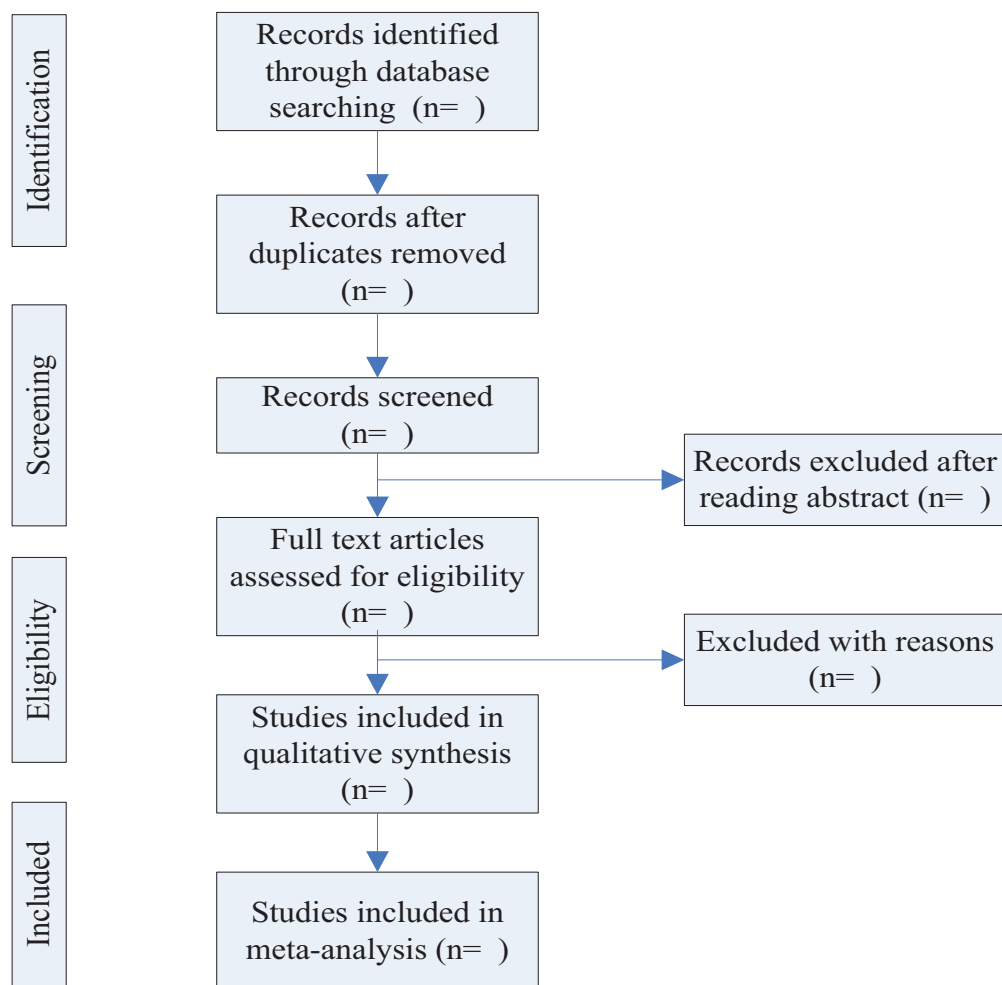 Identification
Records identified
through database
searching (n= )
Records after
duplicates removed
(n= )
Screening
Records screened
(n= )
Records excluded after
reading abstract (n= )
Eligibility
Full text articles
assessed for eligibility
(n= )
Excluded with reasons
(n= )
Studies included in
qualitative synthesis
(n= )
Included
Studies included in
meta-analysis (n= )